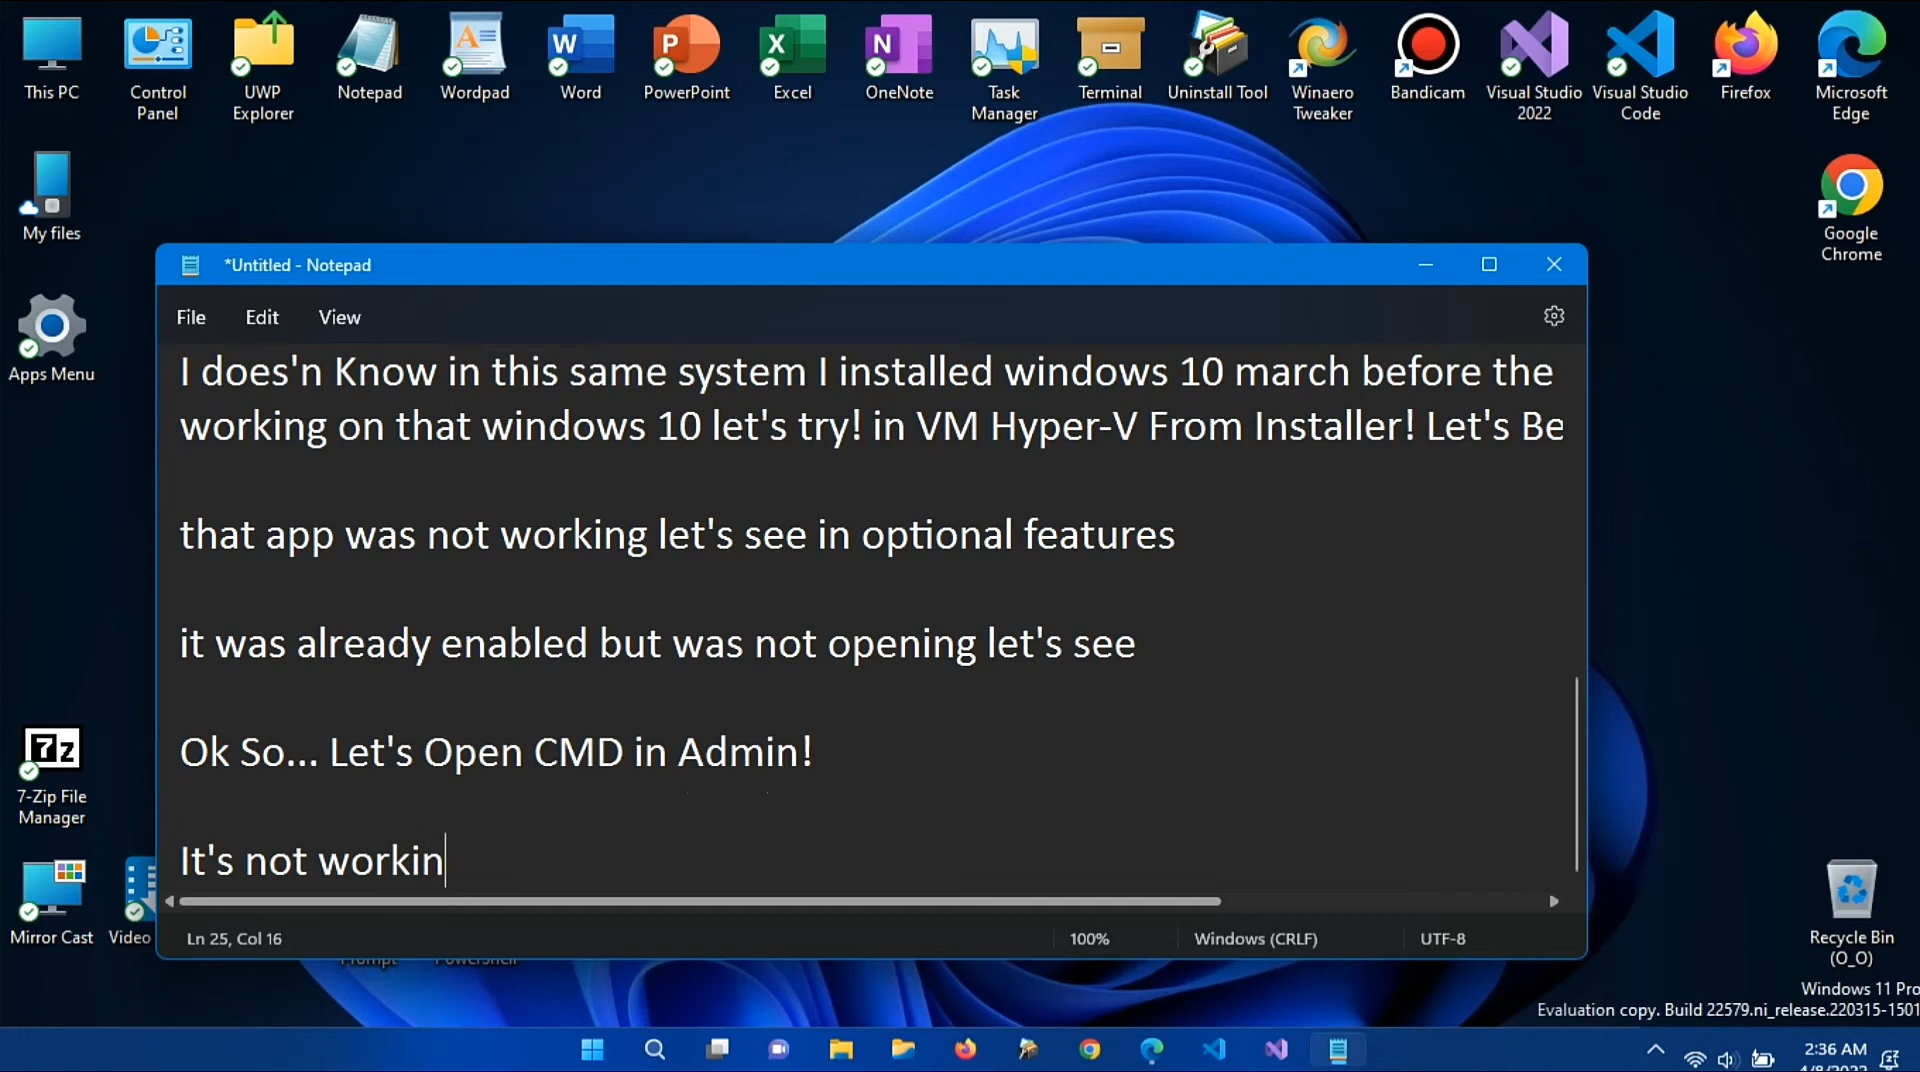 This PC
Control
Panel
UWP
Explorer
Notepad
Wordpad
Word
PowerPoint
Excel
OneNote
Task
Manager
Terminal
Uninstall Tool
Winaero
Tweaker
Bandicam
Visual Studio
2022
Visual Studio
Code
Firefox
Microsoft
Edge
My files
Google
Chrome
Apps Menu
*Untitled - Notepad
File Edit View
I does'n Know in this same system I installed windows 10 march before the
working on that windows 10 let's try! in VM Hyper-V From Installer! Let's Be
that app was not working let's see in optional features
it was already enabled but was not opening let's see
Ok So... Let's Open CMD in Admin!
It's not workin
Ln 25, Col 16 100% Windows (CRLF) UTF-8
7z
7-Zip File
Manager
Mirror Cast
Video
Recycle Bin
(O_O)
Windows 11 Pro
Evaluation copy. Build 22579.ni_release.220315-1501
2:36 AM